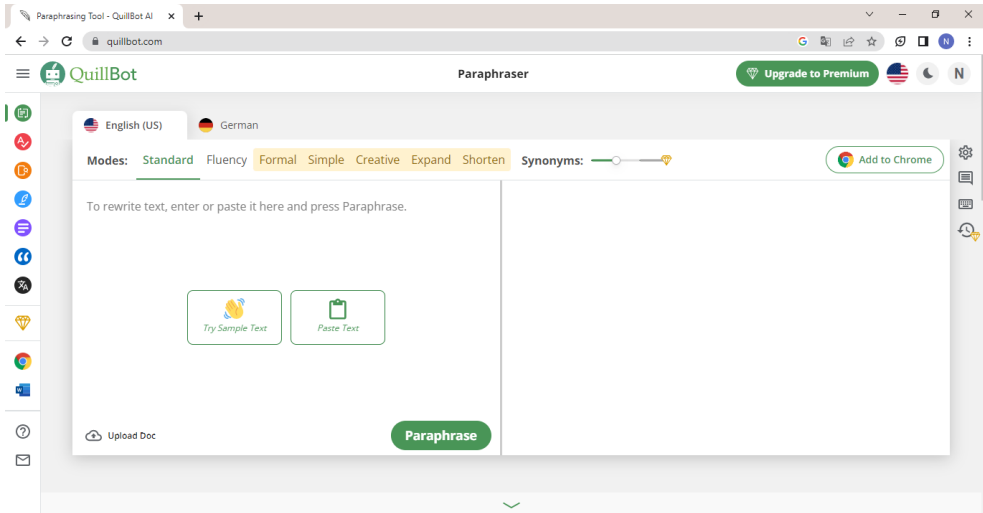 Paraphrasing Tool - QuillBot AI
quillbot.com
QuillBot
Paraphraser
Upgrade to Premium
N
N
English (US) German
Modes: Standard Fluency Formal Simple Creative Expand Shorten Synonyms:
Add to Chrome
To rewrite text, enter or paste it here and press Paraphrase.
Try Sample Text
Paste Text
Upload Doc
Paraphrase